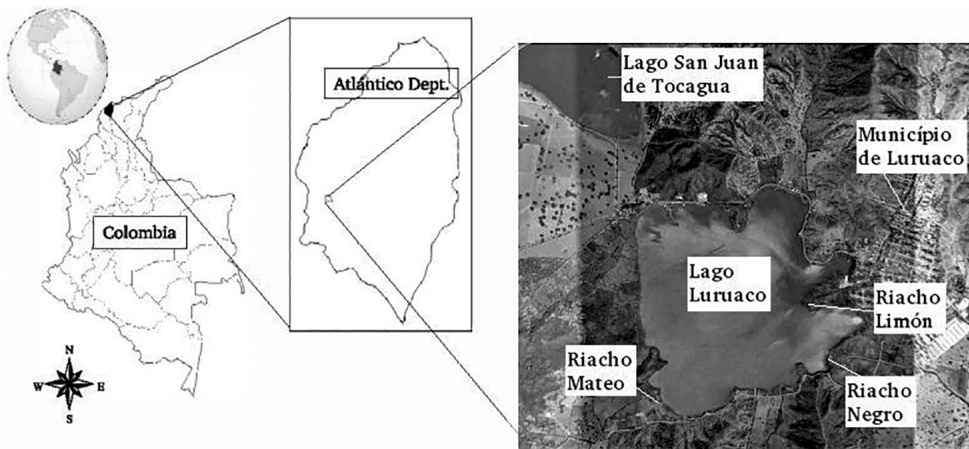 Colombia
N
W E
S
Atlántico Dept.
Lago San Juan
de Tocagua
Município
de Luruaco
Lago
Luruaco
Riacho
Limón
Riacho
Mateo
Riacho
Negro